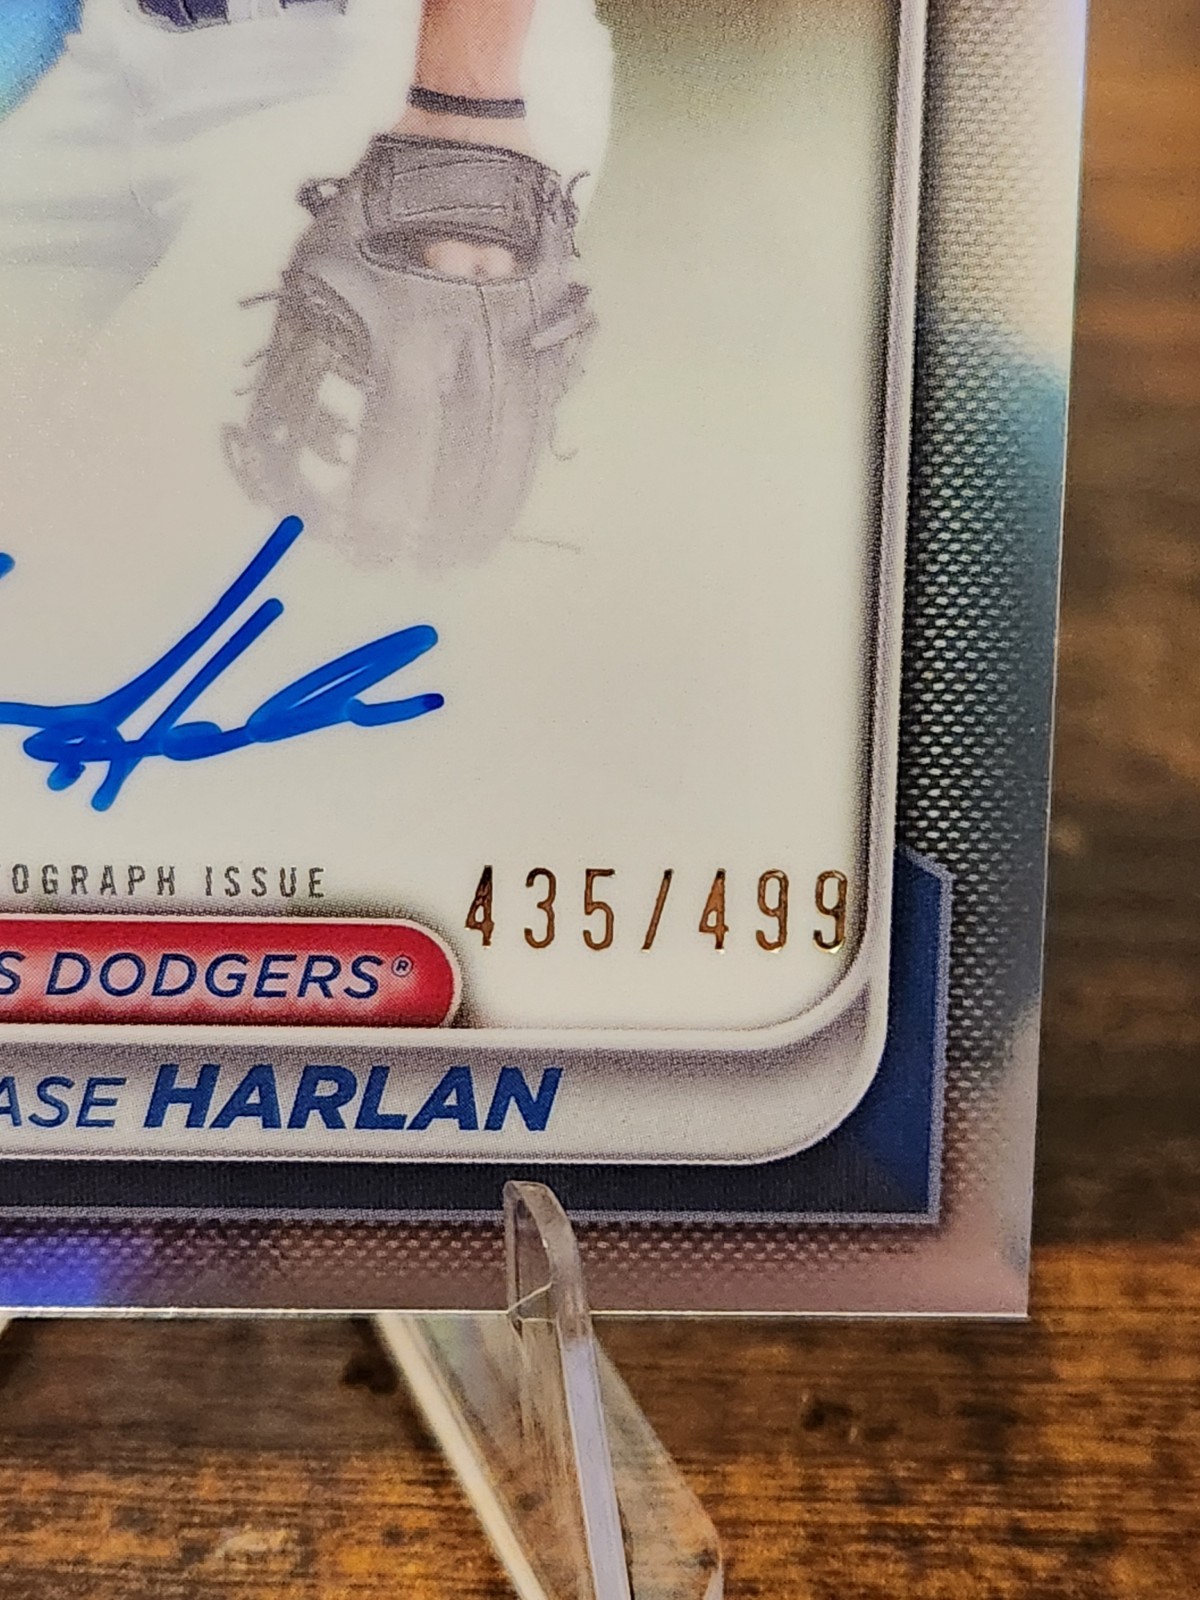 OGRAPH ISSUE
435/499
S DODGERS®
ASE HARLAN